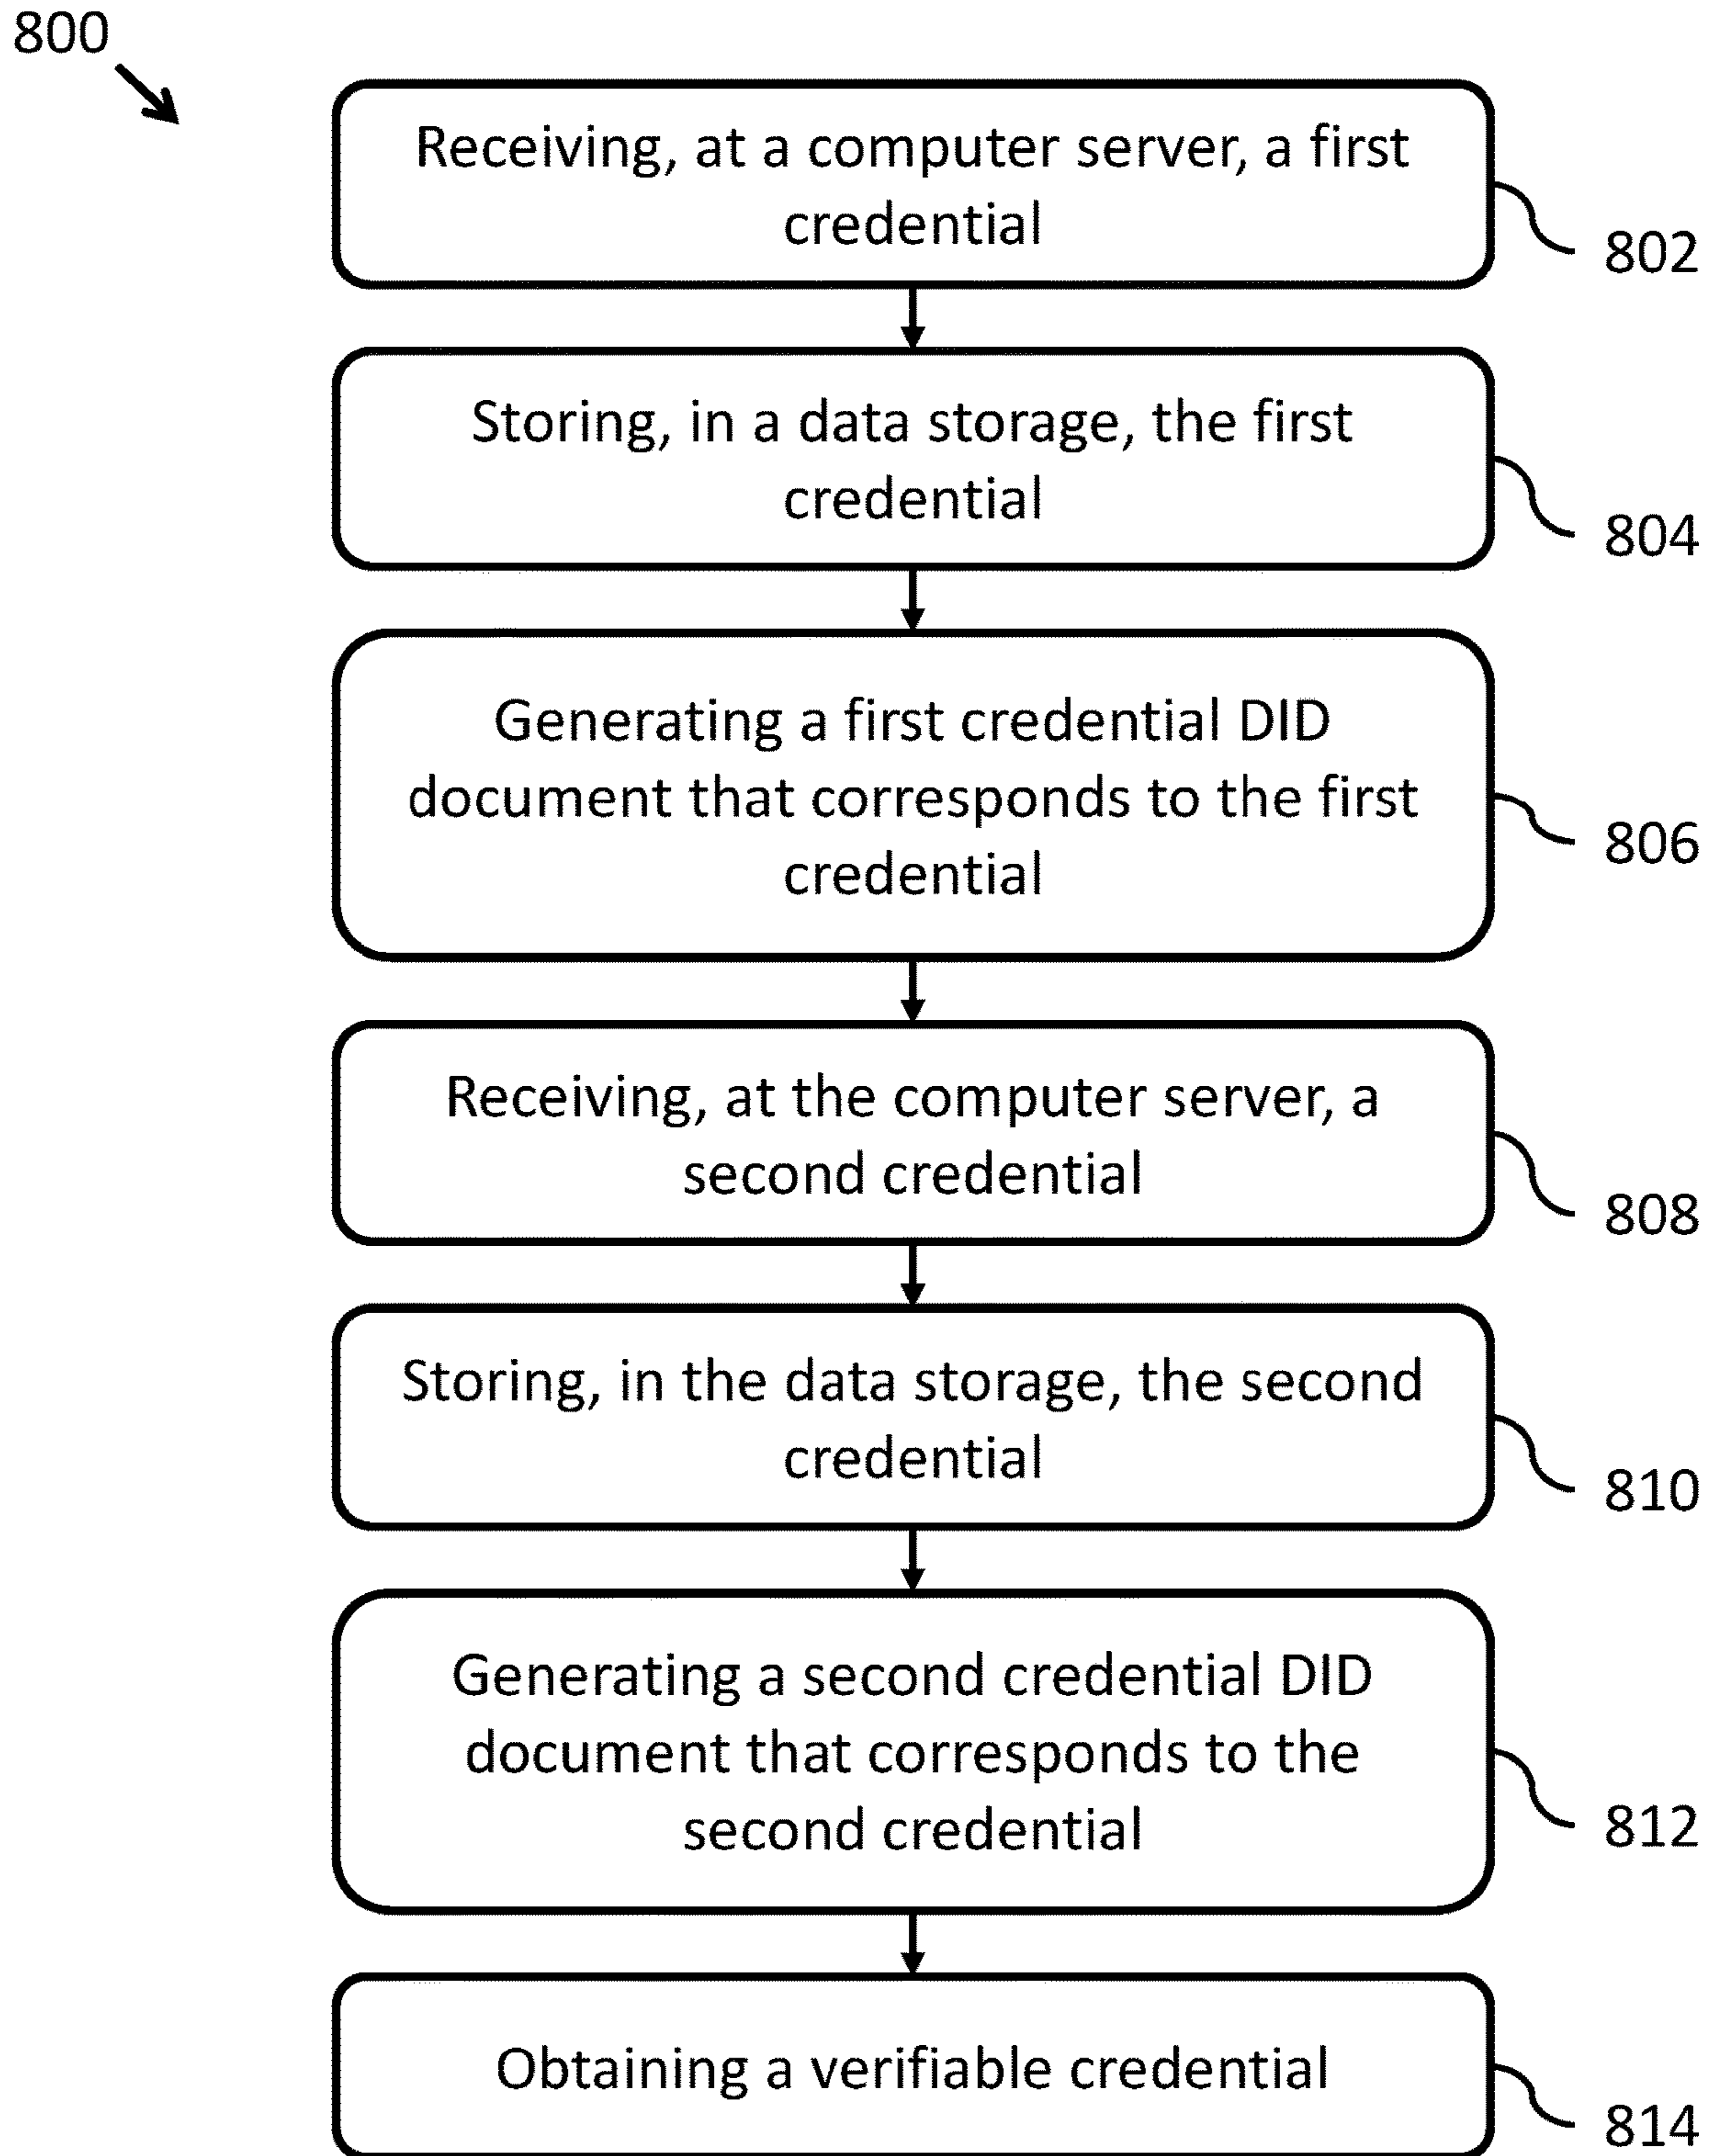 800
Receiving, at a computer server, a first
credential
802
Storing, in a data storage, the first
credential
804
Generating a first credential DID
document that corresponds to the first
credential
806
Receiving, at the computer server, a
second credential
808
Storing, in the data storage, the second
credential
810
Generating a second credential DID
document that corresponds to the
second credential
812
Obtaining a verifiable credential
814